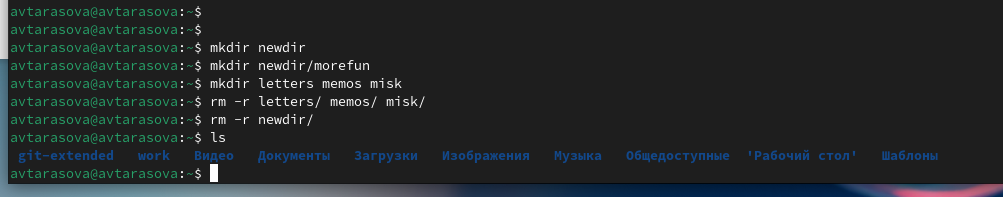 avtarasova@avtarasova:~$
avtarasova@avtarasova:~$
avtarasova@avtarasova:~$ mkdir newdir
avtarasova@avtarasova:~$ mkdir newdir/morefun
avtarasova@avtarasova:~$ mkdir letters memos misk
avtarasova@avtarasova:~$ rm -r letters/ memos/ misk/
avtarasova@avtarasova:~$ rm -r newdir/
avtarasova@avtarasova:~$ ls
git-extended work Видео Документы Загрузки Изображения Музыка Общедоступные 'Рабочий стол' Шаблоны
avtarasova@avtarasova:~$